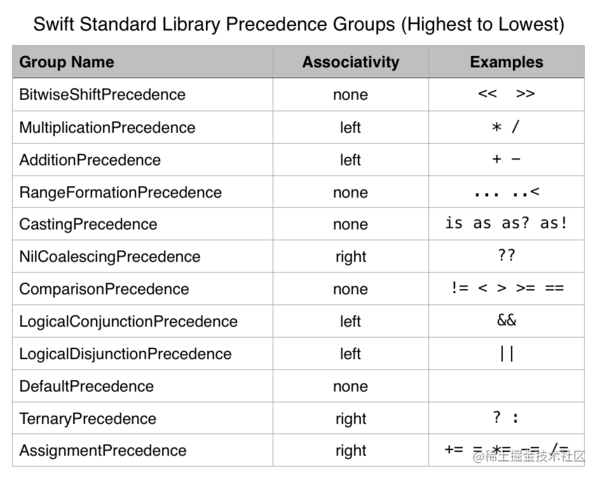 Swift Standard Library Precedence Groups (Highest to Lowest)
Group Name Associativity Examples
BitwiseShiftPrecedence none << >>
MultiplicationPrecedence left * /
AdditionPrecedence left + -
RangeFormationPrecedence none ... ..<
CastingPrecedence none is as as? as!
NilCoalescingPrecedence right ??
ComparisonPrecedence none != < > >= ==
LogicalConjunctionPrecedence left &&
LogicalDisjunctionPrecedence left ||
DefaultPrecedence none
TernaryPrecedence right ? :
AssignmentPrecedence right += = *= -= /=
@稀土掘金技术社区